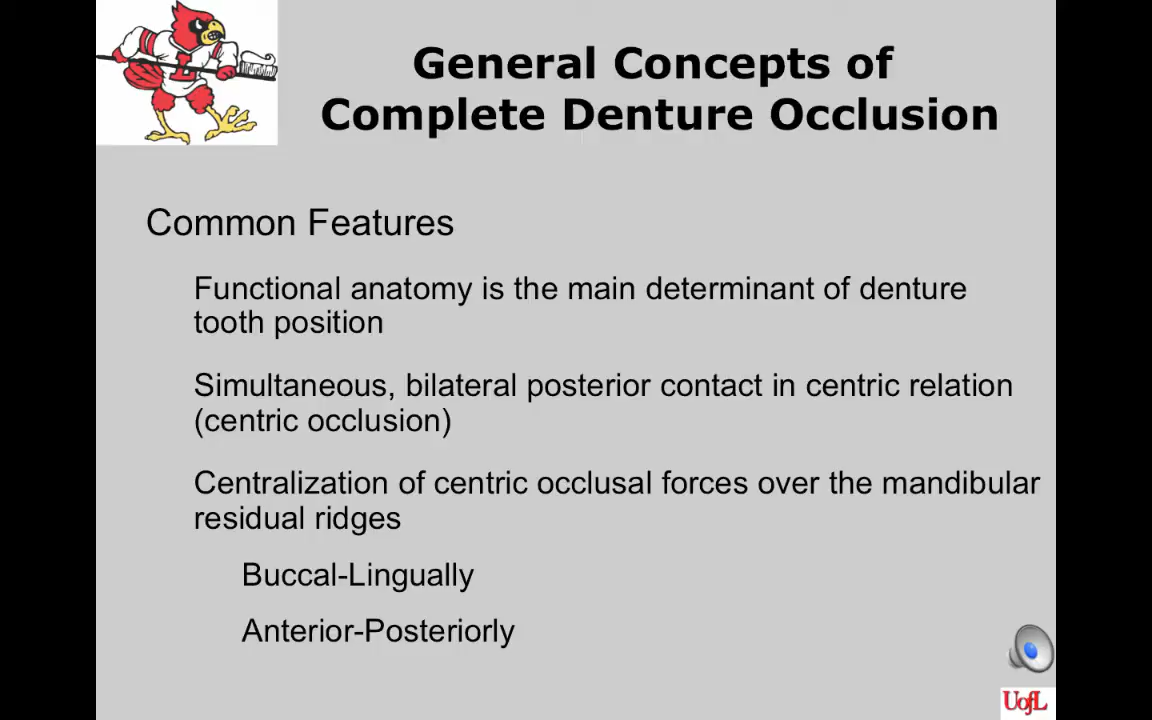 General Concepts of
Complete Denture Occlusion
Common Features
Functional anatomy is the main determinant of denture
tooth position
Simultaneous, bilateral posterior contact in centric relation
(centric occlusion)
Centralization of centric occlusal forces over the mandibular
residual ridges
Buccal-Lingually
Anterior-Posteriorly
UofL